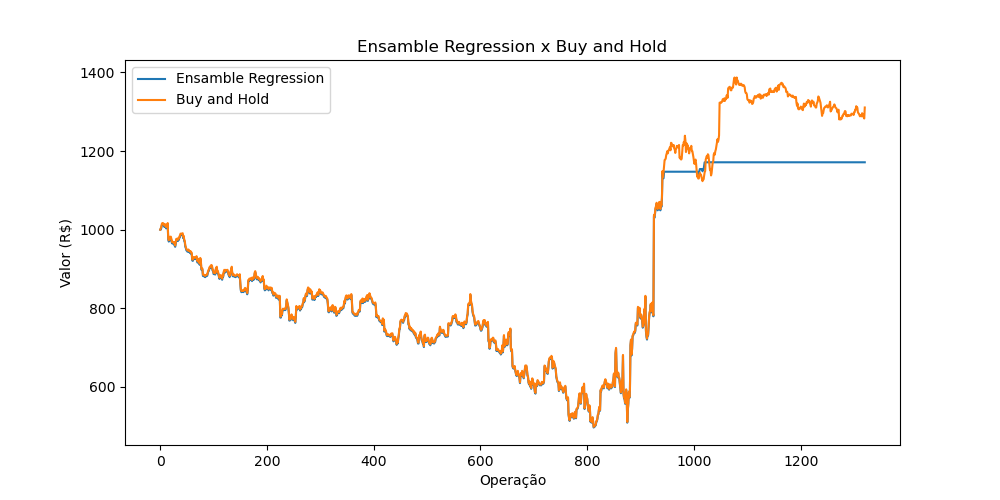 Ensamble Regression x Buy and Hold
Ensamble Regression
Buy and Hold
Valor (R$)
1400
1200
1000
800
600
0 200 400 600 800 1000 1200
Operação